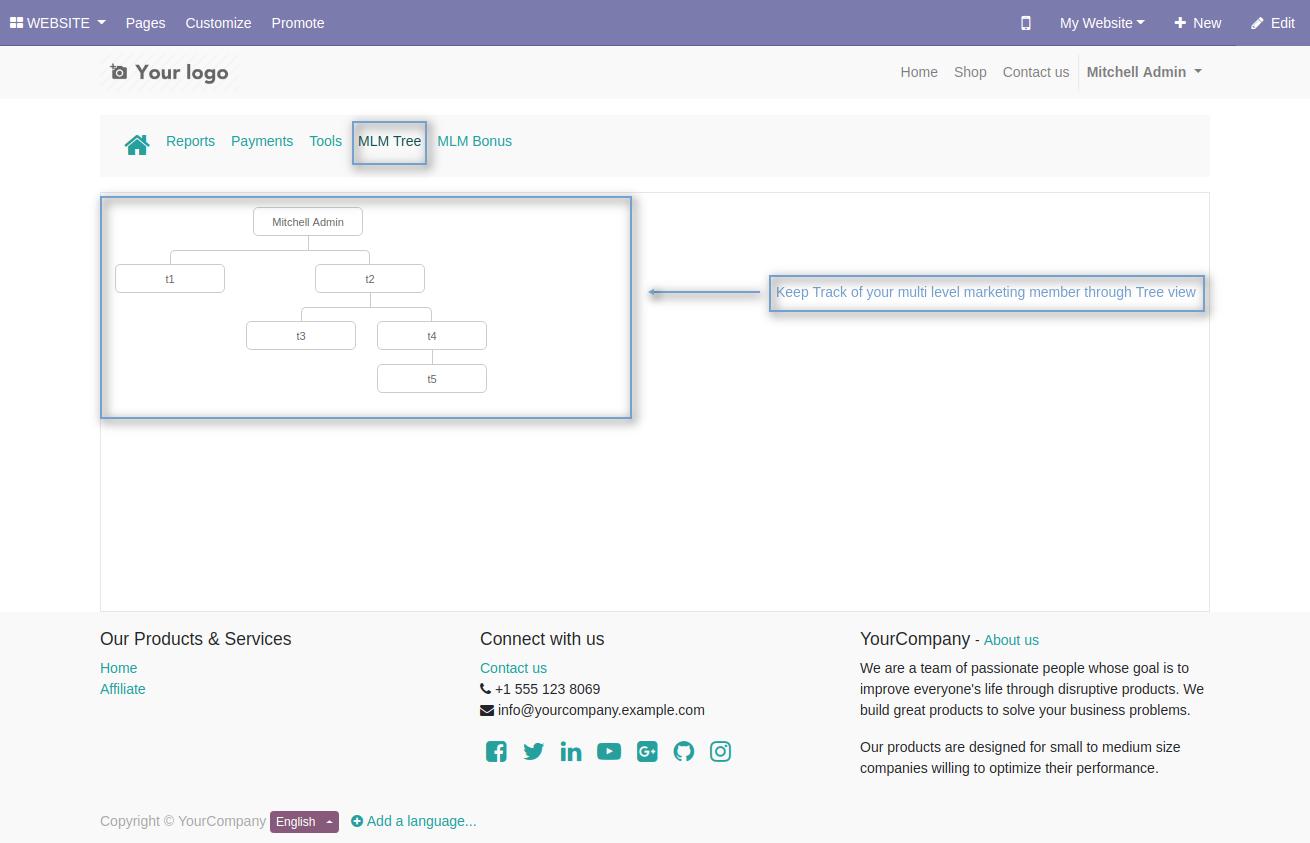 WEBSITE Pages Customize Promote My Website New Edit
Your logo Home Shop Contact us Mitchell Admin
Reports Payments Tools MLM Tree MLM Bonus
Mitchell Admin
t1 t2
Keep Track of your multi level marketing member through Tree view
t3 t4
t5
Our Products & Services
Home
Affiliate
Connect with us
Contact us
+1 555 123 8069
info@yourcompany.example.com
YourCompany - About us
We are a team of passionate people whose goal is to
improve everyone's life through disruptive products. We
build great products to solve your business problems.
Our products are designed for small to medium size
companies willing to optimize their performance.
Copyright © YourCompany English Add a language...